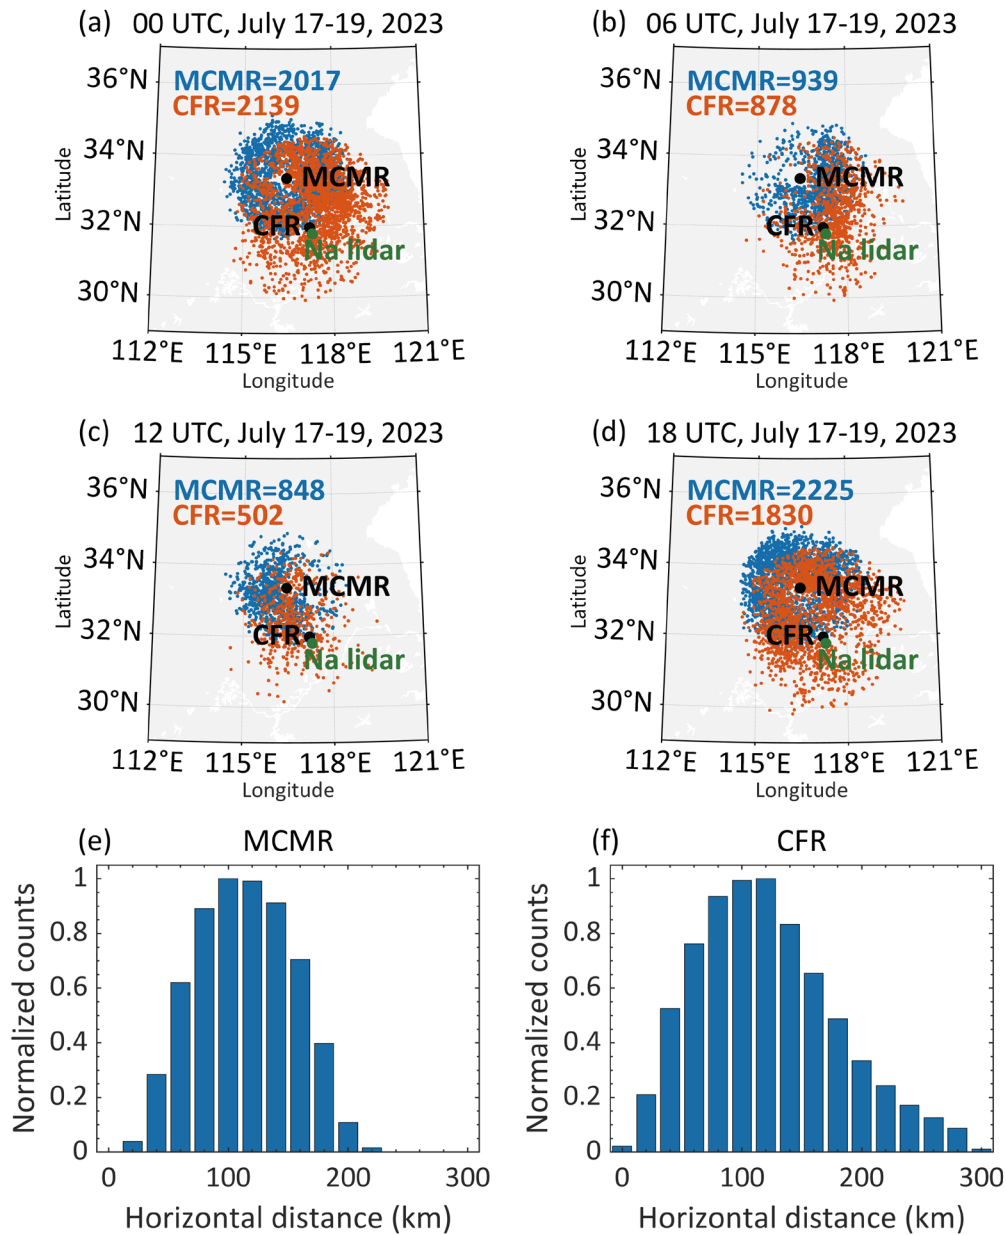 (a) 00 UTC, July 17-19, 2023
36°N
34°N
32°N
30°N
Latitude
MCMR=2017
CFR=2139
MCMR
CFR
Na lidar
112°E 115°E 118°E 121°E
Longitude
(b) 06 UTC, July 17-19, 2023
36°N
34°N
32°N
30°N
Latitude
MCMR=939
CFR=878
MCMR
CFR
Na lidar
112°E 115°E 118°E 121°E
Longitude
(c) 12 UTC, July 17-19, 2023
36°N
34°N
32°N
30°N
Latitude
MCMR=848
CFR=502
MCMR
CFR
Na lidar
112°E 115°E 118°E 121°E
Longitude
(d) 18 UTC, July 17-19, 2023
36°N
34°N
32°N
30°N
Latitude
MCMR=2225
CFR=1830
MCMR
CFR
Na lidar
112°E 115°E 118°E 121°E
Longitude
(e) MCMR
1
0.8
0.6
0.4
0.2
0
Normalized counts
0 100 200 300
Horizontal distance (km)
(f) CFR
1
0.8
0.6
0.4
0.2
0
Normalized counts
0 100 200 300
Horizontal distance (km)